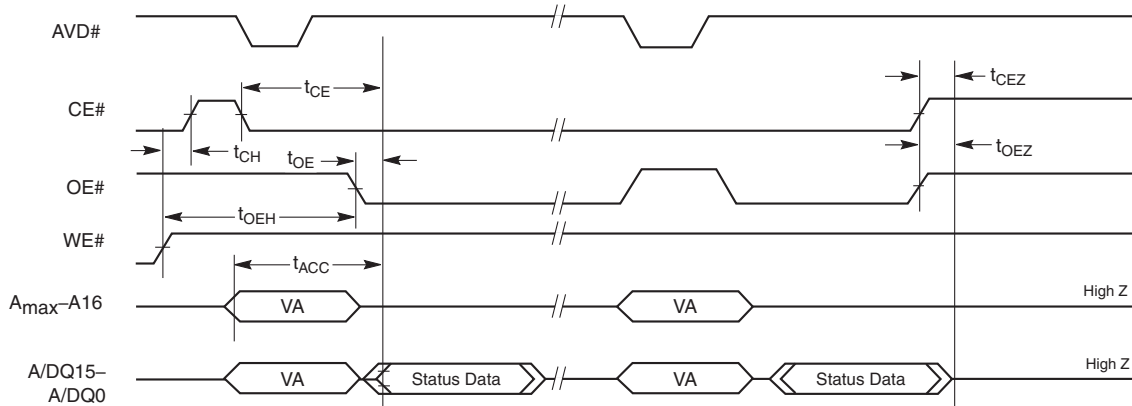 AVD#
CE#
tCE
tCEZ
tCH
tOE
tOEZ
OE#
tOEH
WE#
tACC
Amax–A16
VA
VA
High Z
A/DQ15–
A/DQ0
VA
Status Data
VA
Status Data
High Z